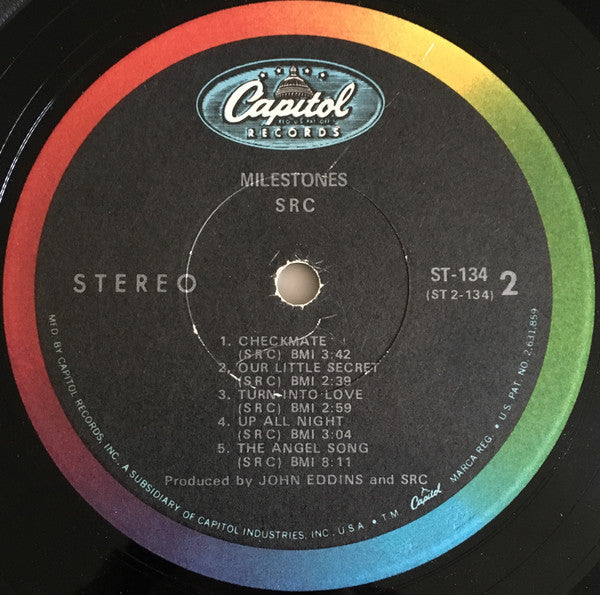 Capitol
REG. U.S. PAT. OFF.
RECORDS
MILESTONES
SRC
STEREO
ST-134
(ST 2-134)
2
1. CHECKMATE
(SRC) BMI 3:42
2. OUR LITTLE SECRET
(SRC) BMI 2:39
3. TURN INTO LOVE
(SRC) BMI 2:59
4. UP ALL NIGHT
(SRC) BMI 3:04
5. THE ANGEL SONG
(SRC) BMI 8:11
Produced by JOHN EDDINS and SRC
MFD. BY CAPITOL RECORDS, INC., A SUBSIDIARY OF CAPITOL INDUSTRIES, INC. U.S.A. • T.M. Capitol MARCA REG. • U.S. PAT. NO. 2,631,859